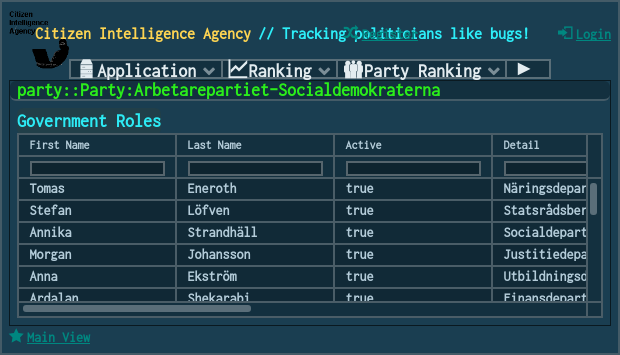 Citizen
Intelligence
Agency
Citizen Intelligence Agency // Tracking politicians like bugs!
Login
Application Ranking Party Ranking
party::Party:Arbetarepartiet-Socialdemokraterna
Government Roles
First Name Last Name Active Detail
Tomas Eneroth true Näringsdepar
Stefan Löfven true Statsrådsber
Annika Strandhäll true Socialdepart
Morgan Johansson true Justitiedepa
Anna Ekström true Utbildningsd
Ardalan Shekarabi true Finansdepart
Main View